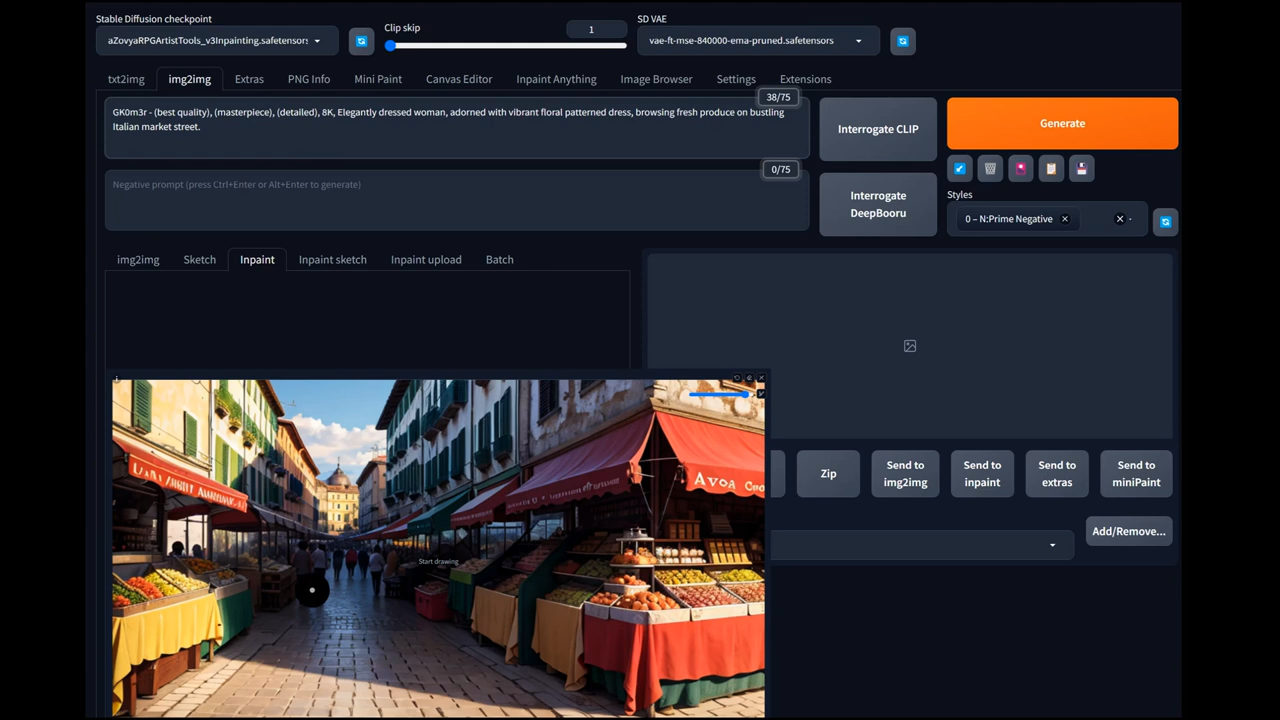 Stable Diffusion checkpoint
aZovyaRPGArtistTools_v3Inpainting.safetensors
Clip skip
1
SD VAE
vae-ft-mse-840000-ema-pruned.safetensors
txt2img
img2img
Extras
PNG Info
Mini Paint
Canvas Editor
Inpaint Anything
Image Browser
Settings
Extensions
38/75
GK0m3r - (best quality), (masterpiece), (detailed), 8K, Elegantly dressed woman, adorned with vibrant floral patterned dress, browsing fresh produce on bustling
Italian market street.
Interrogate CLIP
Generate
0/75
Negative prompt (press Ctrl+Enter or Alt+Enter to generate)
Interrogate
DeepBooru
Styles
0 – N:Prime Negative
img2img
Sketch
Inpaint
Inpaint sketch
Inpaint upload
Batch
Start drawing
Zip
Send to
img2img
Send to
inpaint
Send to
extras
Send to
miniPaint
Add/Remove...